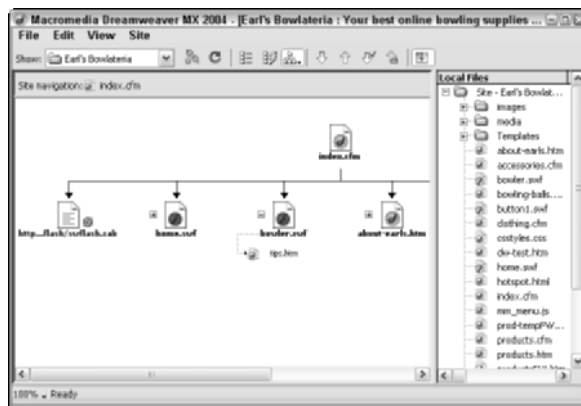 Macromedia Dreamweaver MX 2004 - [Earl's Bowlateria : Your best online bowling supplies ...
File Edit View Site
Show: Earl's Bowlateria
Site navigation: index.cfm
index.cfm
http...flash/swflash.cab
home.swf
bowler.swf
about-earls.htm
tips.htm
Local Files
Site - Earl's Bowlat...
images
media
Templates
about-earls.htm
accessories.cfm
bowler.swf
bowling-balls....
button1.swf
clothing.cfm
csstyles.css
dw-test.htm
home.swf
hotspot.html
index.cfm
mm_menu.js
prod-tempPW...
products.cfm
products.htm
100% Ready